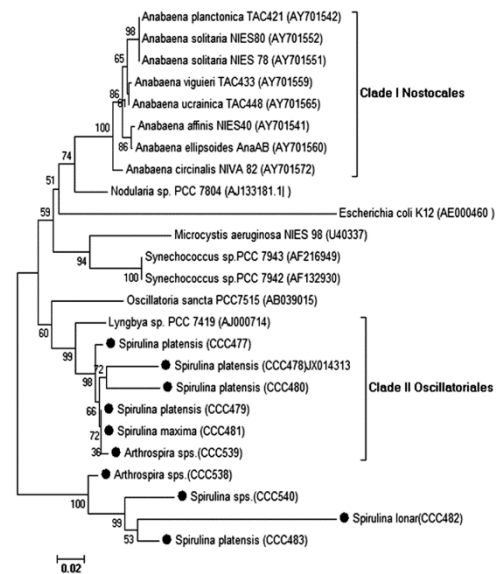 Anabaena planctonica TAC421 (AY701542)
98
Anabaena solitaria NIES80 (AY701552)
Anabaena solitaria NIES 78 (AY701551)
65
Anabaena viguieri TAC433 (AY701559)
86
61
Anabaena ucrainica TAC448 (AY701565)
Clade I Nostocales
Anabaena affinis NIES40 (AY701541)
100
86
Anabaena ellipsoides AnaAB (AY701560)
74
Anabaena circinalis NIVA 82 (AY701572)
51
Nodularia sp. PCC 7804 (AJ133181.1| )
Escherichia coli K12 (AE000460 )
59
Microcystis aeruginosa NIES 98 (U40337)
94
Synechococcus sp.PCC 7943 (AF216949)
100
Synechococcus sp.PCC 7942 (AF132930)
Oscillatoria sancta PCC7515 (AB039015)
60
Lyngbya sp. PCC 7419 (AJ000714)
99
Spirulina platensis (CCC477)
72
Spirulina platensis (CCC478)JX014313
98
Spirulina platensis (CCC480)
Clade II Oscillatoriales
66
Spirulina platensis (CCC479)
72
Spirulina maxima (CCC481)
36
Arthrospira sps.(CCC539)
Arthrospira sps.(CCC538)
100
Spirulina sps.(CCC540)
99
Spirulina lonar(CCC482)
53
Spirulina platensis (CCC483)
0.02